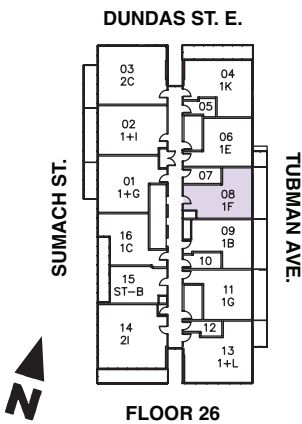 DUNDAS ST. E.
03
2C
04
1K
05
02
1+I
06
1E
07
01
1+G
08
1F
SUMACH ST.
TUBMAN AVE.
16
1C
09
1B
10
15
ST-B
11
1G
14
2I
12
13
1+L
N
FLOOR 26